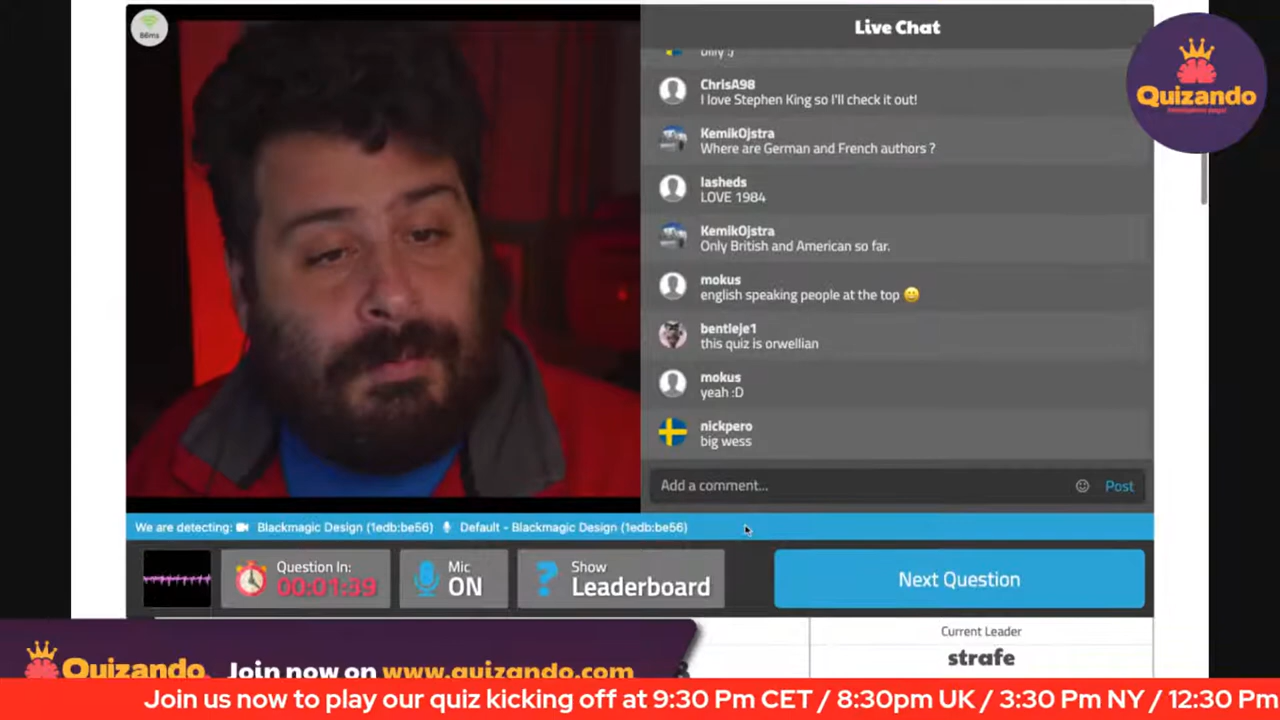 86ms
Live Chat
ChrisA98
I love Stephen King so I'll check it out!
KemikOjstra
Where are German and French authors ?
lasheds
LOVE 1984
KemikOjstra
Only British and American so far.
mokus
english speaking people at the top 😀
bentleje1
this quiz is orwellian
mokus
yeah :D
nickpero
big wess
Add a comment...
Post
Quizando
We are detecting: Blackmagic Design (1edb:be56) Default - Blackmagic Design (1edb:be56)
Question In:
00:01:39
Mic
ON
Show
Leaderboard
Next Question
Current Leader
strafe
Quizando
Join now on www.quizando.com
Join us now to play our quiz kicking off at 9:30 Pm CET / 8:30pm UK / 3:30 Pm NY / 12:30 Pm